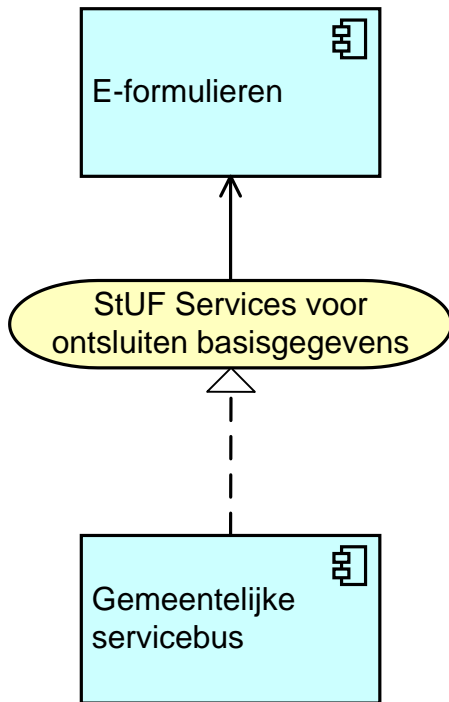 E-formulieren
StUF Services voor
ontsluiten basisgegevens
Gemeentelijke
servicebus